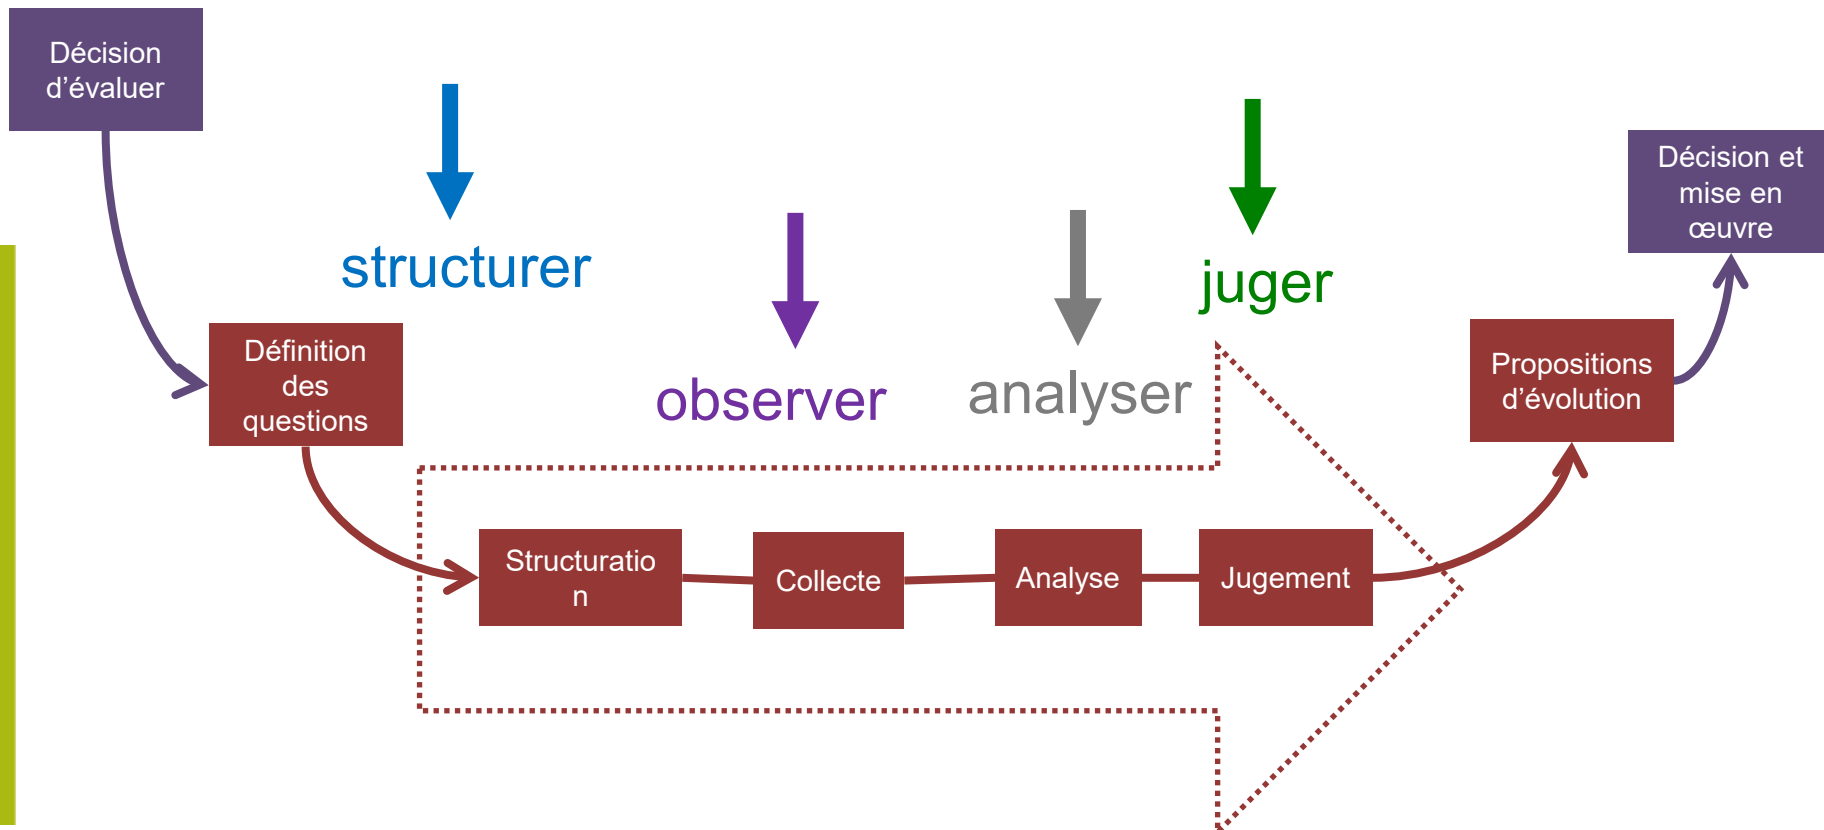 Décision
d’évaluer
structurer
observer
analyser
juger
Décision et
mise en
œuvre
Définition
des
questions
Propositions
d’évolution
Structuratio
n
Collecte
Analyse
Jugement